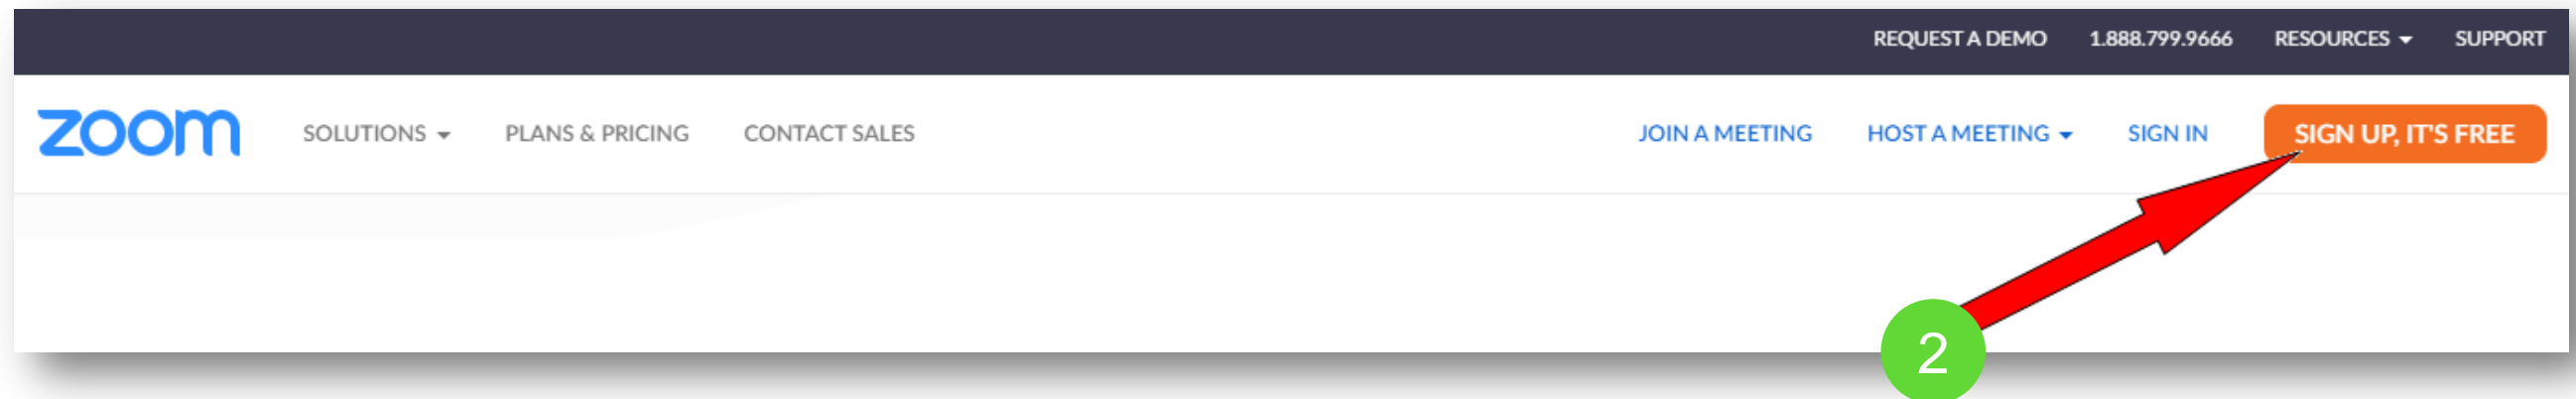 REQUEST A DEMO 1.888.799.9666 RESOURCES SUPPORT
zoom SOLUTIONS PLANS & PRICING CONTACT SALES JOIN A MEETING HOST A MEETING SIGN IN SIGN UP, IT'S FREE
2